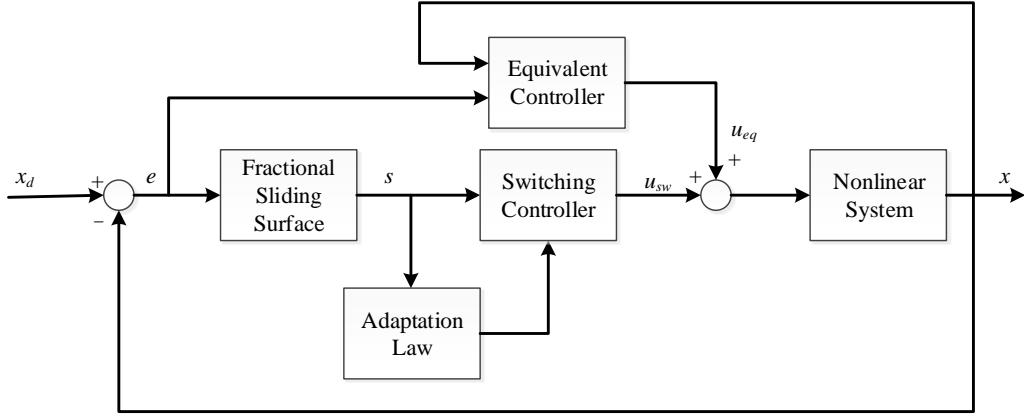 Equivalent
Controller
u_eq
+
x_d
+
−
e
Fractional
Sliding
Surface
s
Switching
Controller
u_sw
+
Nonlinear
System
x
Adaptation
Law